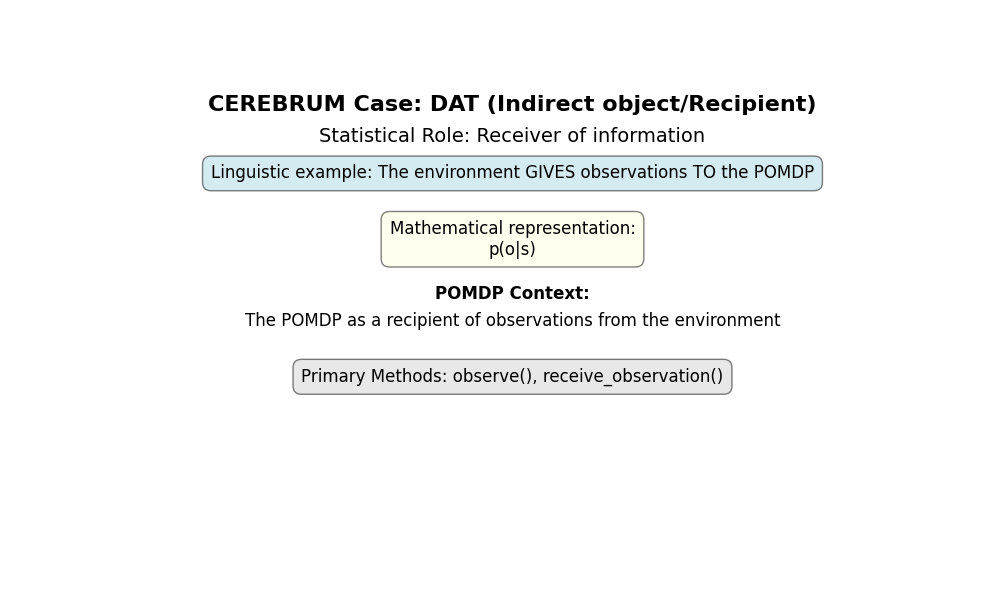 CEREBRUM Case: DAT (Indirect object/Recipient)
Statistical Role: Receiver of information
Linguistic example: The environment GIVES observations TO the POMDP
Mathematical representation:
p(o|s)
POMDP Context:
The POMDP as a recipient of observations from the environment
Primary Methods: observe(), receive_observation()